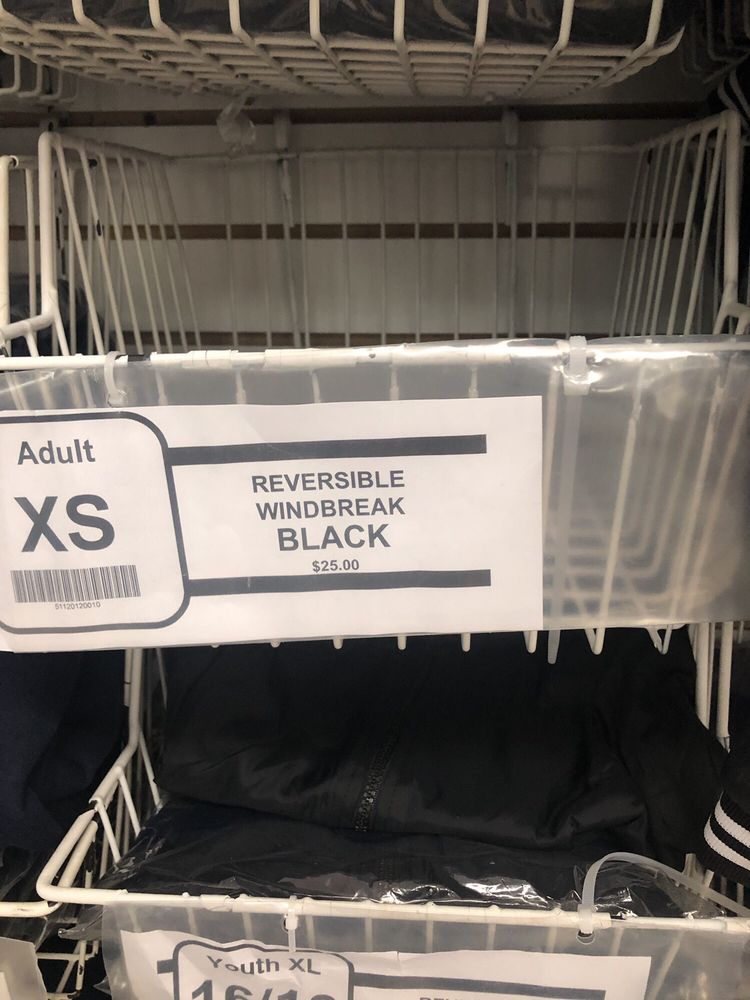 Adult
XS
51120120010
REVERSIBLE
WINDBREAK
BLACK
$25.00
Youth XL